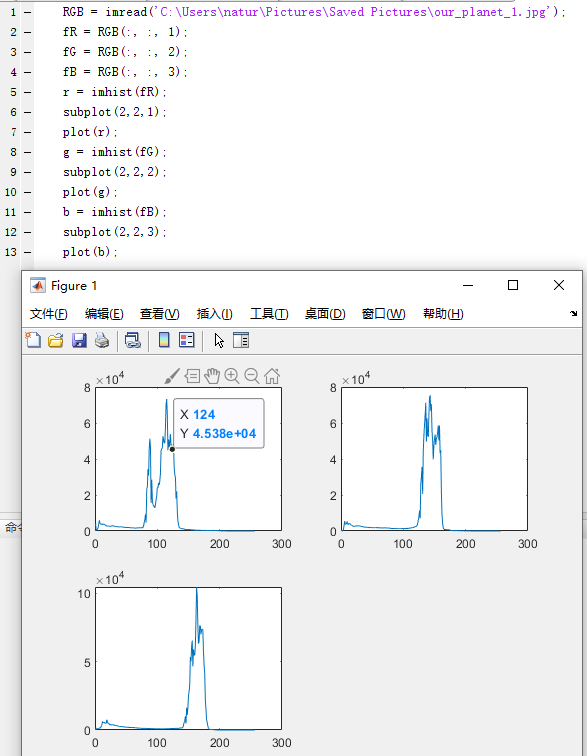 1 — RGB = imread('C:\Users\natur\Pictures\Saved Pictures\our_planet_1.jpg');
2 — fR = RGB(:, :, 1);
3 — fG = RGB(:, :, 2);
4 — fB = RGB(:, :, 3);
5 — r = imhist(fR);
6 — subplot(2,2,1);
7 — plot(r);
8 — g = imhist(fG);
9 — subplot(2,2,2);
10 — plot(g);
11 — b = imhist(fB);
12 — subplot(2,2,3);
13 — plot(b);
Figure 1
文件(F) 编辑(E) 查看(V) 插入(I) 工具(T) 桌面(D) 窗口(W) 帮助(H)
×10^4
8
6
4
2
0
0 100 200 300
X 124
Y 4.538e+04
×10^4
8
6
4
2
0
0 100 200 300
命令
×10^4
10
5
0
0 100 200 300